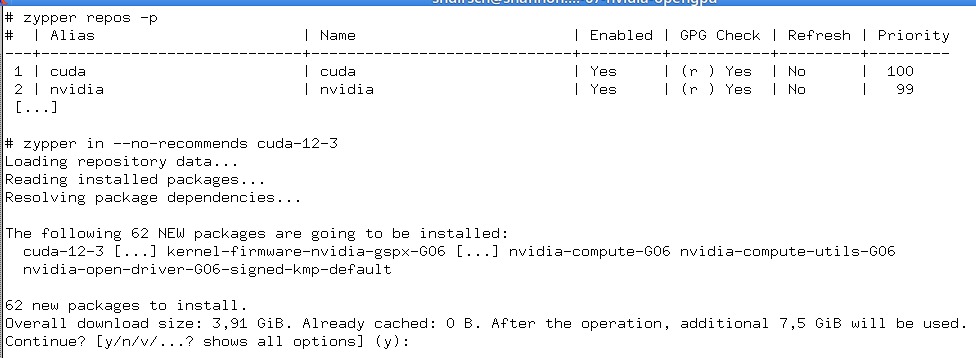 # zypper repos -p
# | Alias | Name | Enabled | GPG Check | Refresh | Priority
---+------------------------------+------------------------------+---------+-----------+---------+---------
1 | cuda | cuda | Yes | (r ) Yes | No | 100
2 | nvidia | nvidia | Yes | (r ) Yes | No | 99
[...]
# zypper in --no-recommends cuda-12-3
Loading repository data...
Reading installed packages...
Resolving package dependencies...
The following 62 NEW packages are going to be installed:
cuda-12-3 [...] kernel-firmware-nvidia-gspx-G06 [...] nvidia-compute-G06 nvidia-compute-utils-G06
nvidia-open-driver-G06-signed-kmp-default
62 new packages to install.
Overall download size: 3,91 GiB. Already cached: 0 B. After the operation, additional 7,5 GiB will be used.
Continue? [y/n/v/...? shows all options] (y):